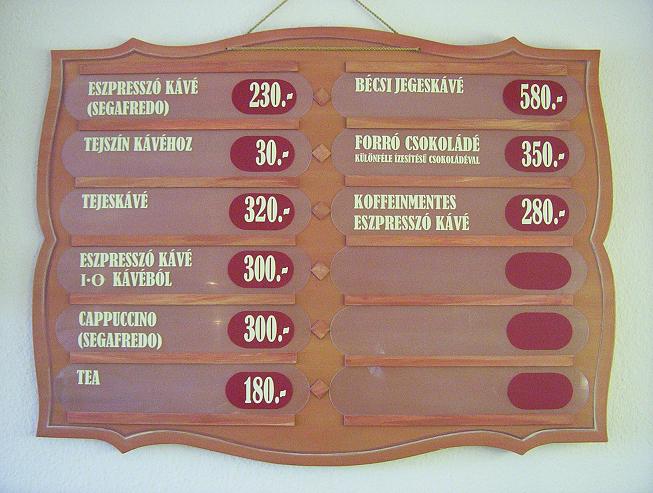 ESZPRESSZÓ KÁVÉ
(SEGAFREDO) 230.-
TEJSZÍN KÁVÉHOZ 30.-
TEJESKÁVÉ 320.-
ESZPRESSZÓ KÁVÉ
I·O KÁVÉBÓL 300.-
CAPPUCCINO
(SEGAFREDO) 300.-
TEA 180.-
BÉCSI JEGESKÁVÉ 580.-
FORRÓ CSOKOLÁDÉ 350.-
KÜLÖNFÉLE ÍZESÍTÉSŰ CSOKOLÁDÉVAL
KOFFEINMENTES
ESZPRESSZÓ KÁVÉ 280.-